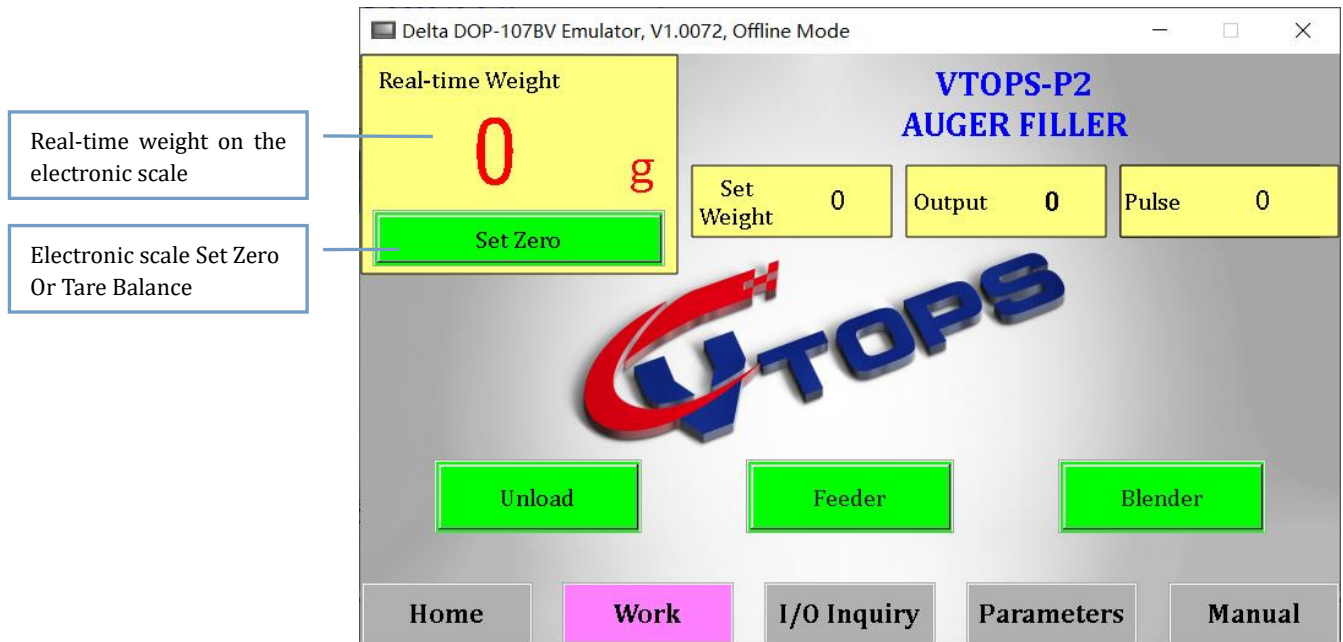 Delta DOP-107BV Emulator, V1.0072, Offline Mode
Real-time Weight
0
g
Set Zero
Real-time weight on the
electronic scale
Electronic scale Set Zero
Or Tare Balance
VTOPS-P2
AUGER FILLER
Set
Weight
0
Output
0
Pulse
0
VTOPS
Unload
Feeder
Blender
Home
Work
I/O Inquiry
Parameters
Manual